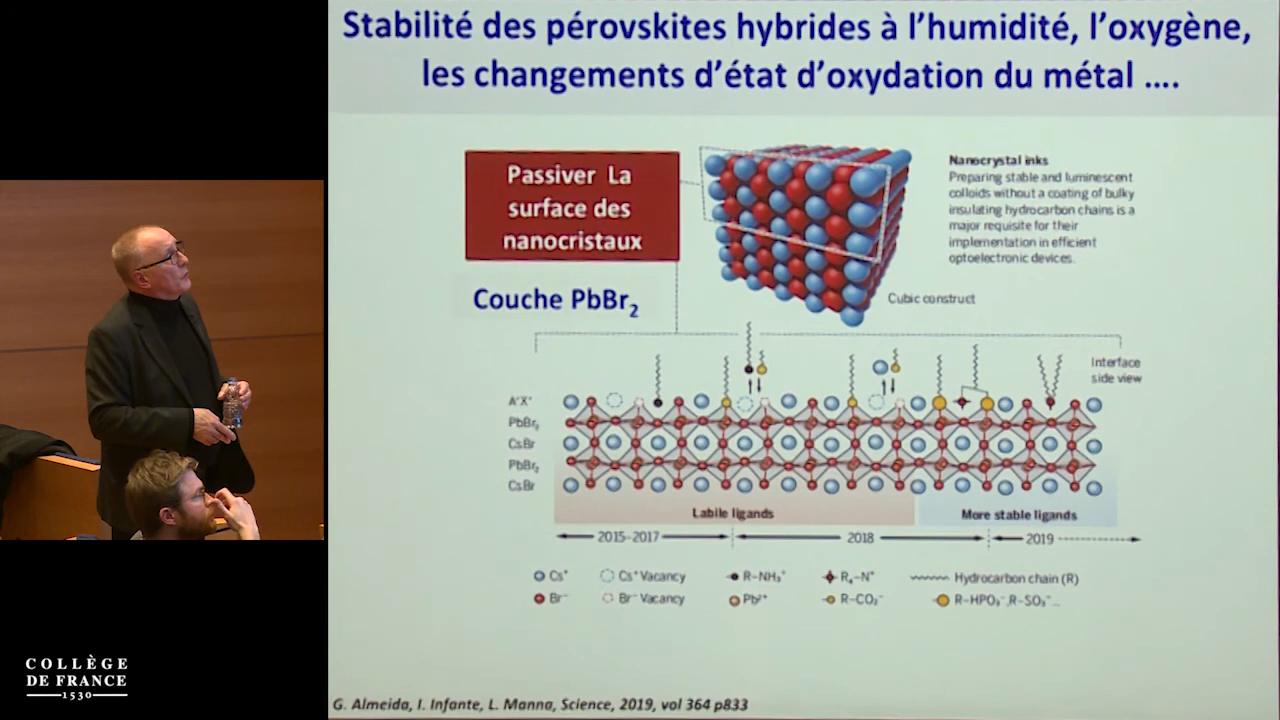 Stabilité des pérovskites hybrides à l'humidité, l'oxygène,
les changements d'état d'oxydation du métal ....
Passiver La
surface des
nanocristaux
Couche PbBr₂
Nanocrystal inks
Preparing stable and luminescent
colloids without a coating of bulky
insulating hydrocarbon chains is a
major requisite for their
implementation in efficient
optoelectronic devices.
Cubic construct
Interface
side view
A⁺X⁻
PbBr₂
CsBr
PbBr₂
CsBr
Labile ligands
More stable ligands
2015–2017
2018
2019
Cs⁺
Cs⁺ Vacancy
R–NH₃⁺
R₄–N⁺
Hydrocarbon chain (R)
Br⁻
Br⁻ Vacancy
Pb²⁺
R–CO₂⁻
R–HPO₃⁻, R–SO₃⁻...
G. Almeida, I. Infante, L. Manna, Science, 2019, vol 364 p833
COLLÈGE
DE FRANCE
1530